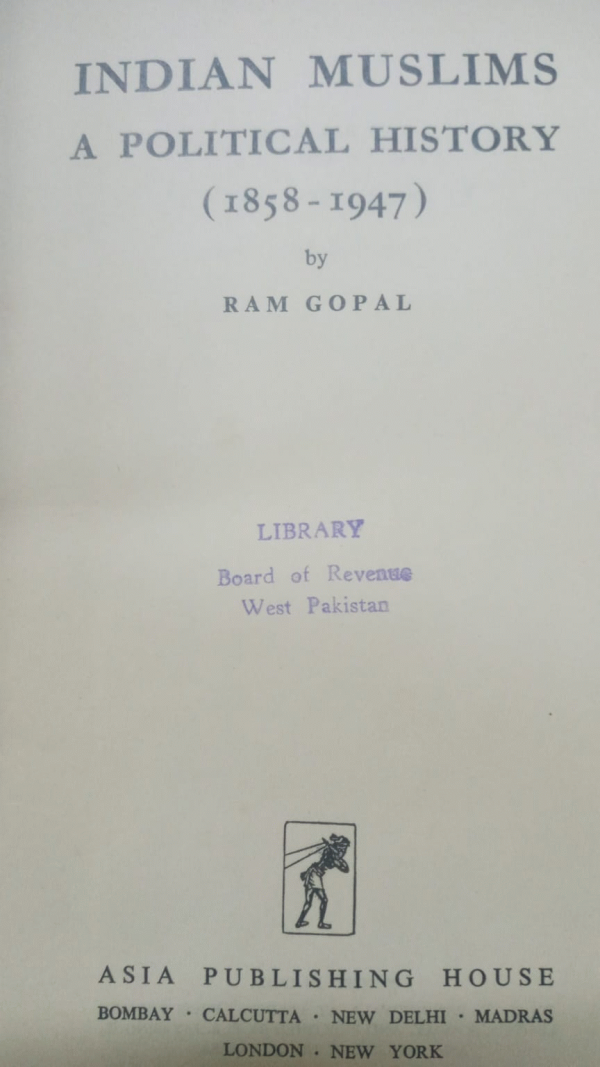 INDIAN MUSLIMS
A POLITICAL HISTORY
(1858-1947)
by
RAM GOPAL
LIBRARY
Board of Revenue
West Pakistan
ASIA PUBLISHING HOUSE
BOMBAY · CALCUTTA · NEW DELHI · MADRAS
LONDON · NEW YORK